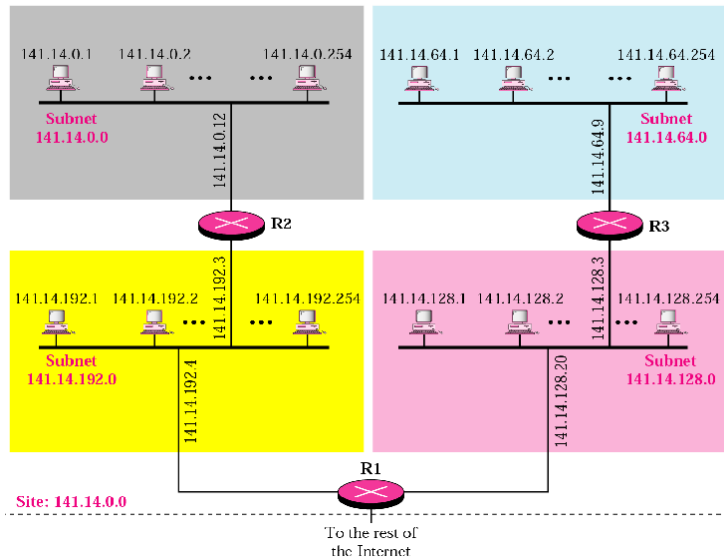 141.14.0.1 141.14.0.2 141.14.0.254
Subnet
141.14.0.0
141.14.0.12
141.14.64.1 141.14.64.2 141.14.64.254
Subnet
141.14.64.0
141.14.64.9
R2
R3
141.14.192.3
141.14.192.1 141.14.192.2 141.14.192.254
Subnet
141.14.192.0
141.14.192.4
141.14.128.3
141.14.128.1 141.14.128.2 141.14.128.254
Subnet
141.14.128.0
141.14.128.20
R1
Site: 141.14.0.0
To the rest of
the Internet